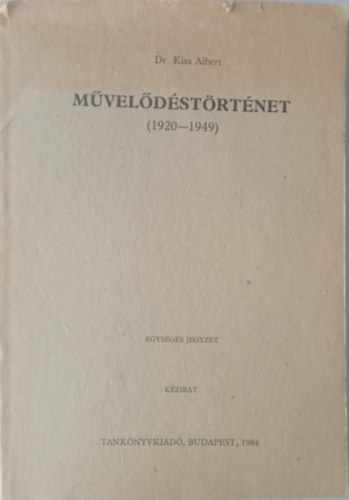 Dr. Kiss Albert
MŰVELŐDÉSTÖRTÉNET
(1920—1949)
EGYSÉGES JEGYZET
KÉZIRAT
TANKÖNYVKIADÓ, BUDAPEST, 1984